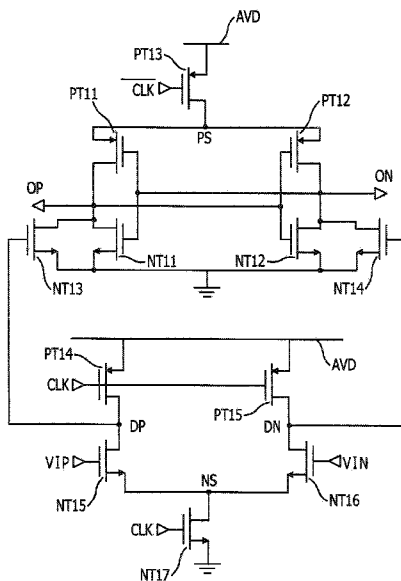 AVD
PT13
C̅L̅K̅
PT11
PT12
PS
OP
ON
NT13
NT11
NT12
NT14
PT14
AVD
CLK
PT15
DP
DN
VIP
NS
VIN
NT15
NT16
CLK
NT17